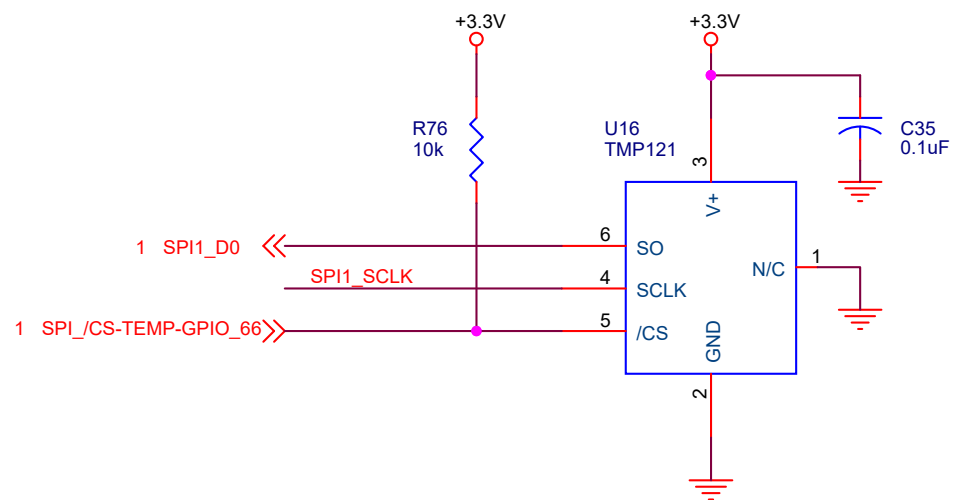 +3.3V
+3.3V
R76
10k
U16
TMP121
C35
0.1uF
3
V+
1 SPI1_D0
6
SO
SPI1_SCLK
4
SCLK
N/C
1
1 SPI_/CS-TEMP-GPIO_66
5
/CS
GND
2